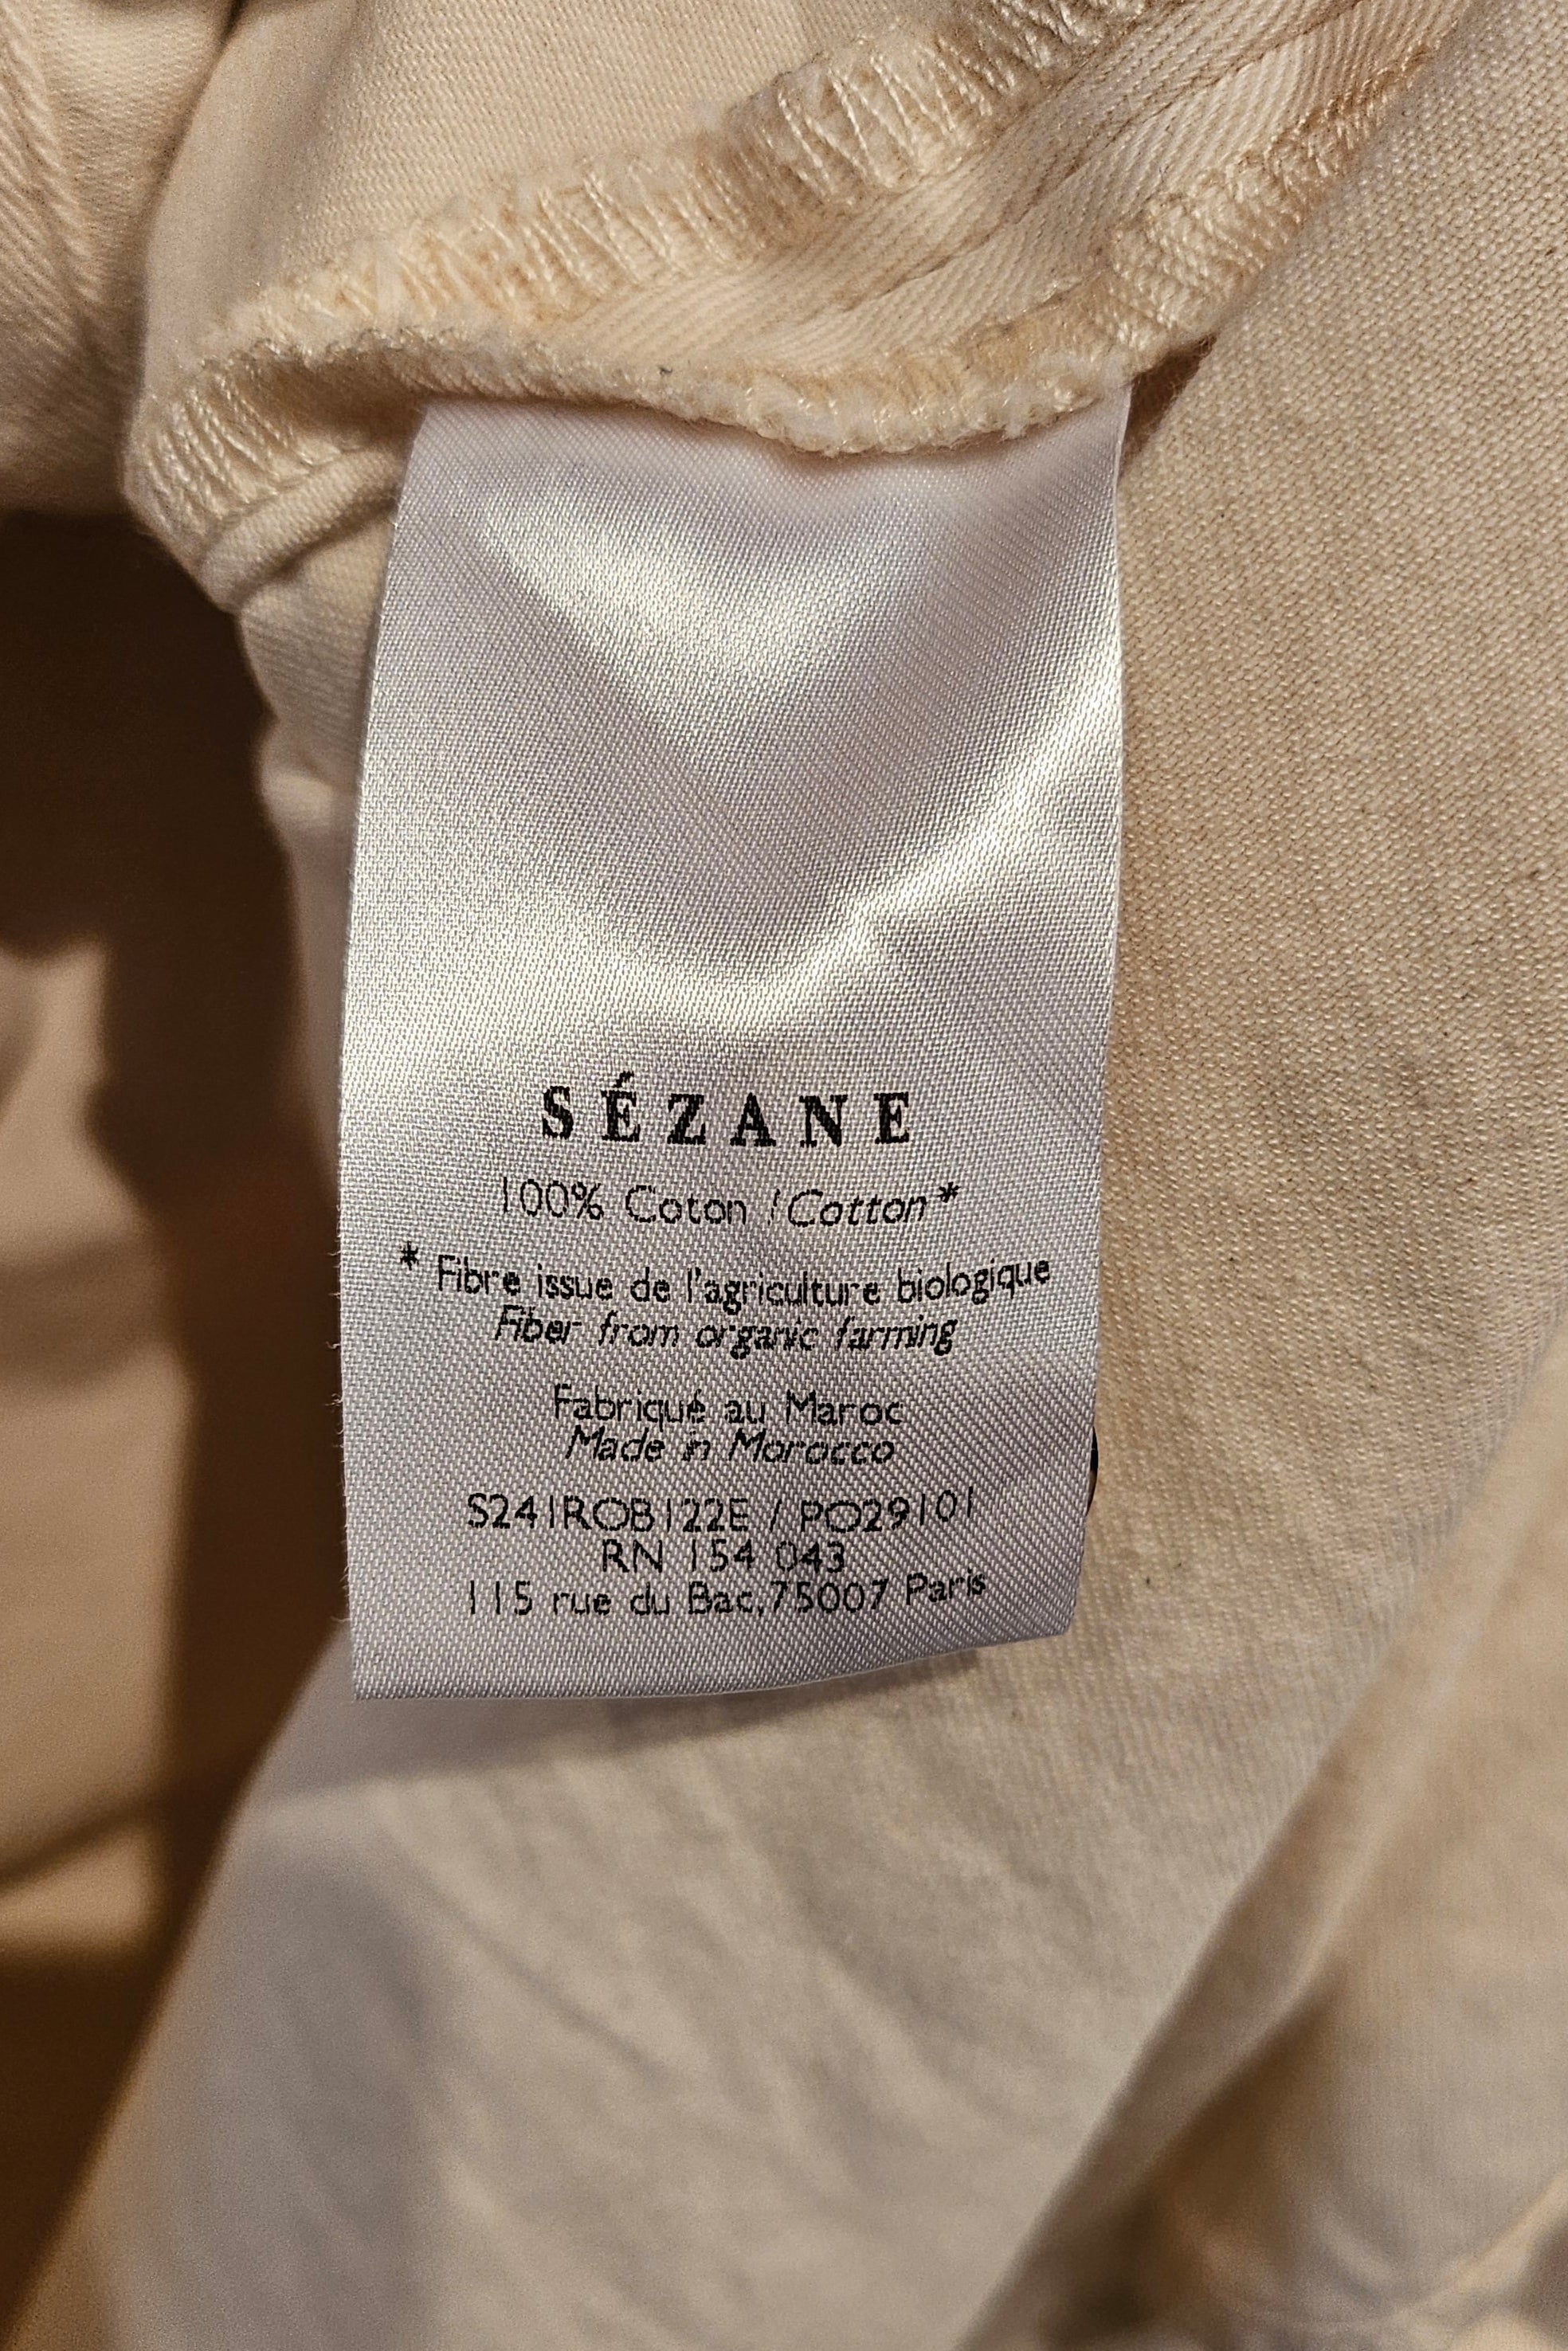 SÉZANE
100% Coton / Cotton*
* Fibre issue de l'agriculture biologique
Fiber from organic farming
Fabriqué au Maroc
Made in Morocco
S241ROB122E / PO29101
RN 154 043
115 rue du Bac, 75007 Paris